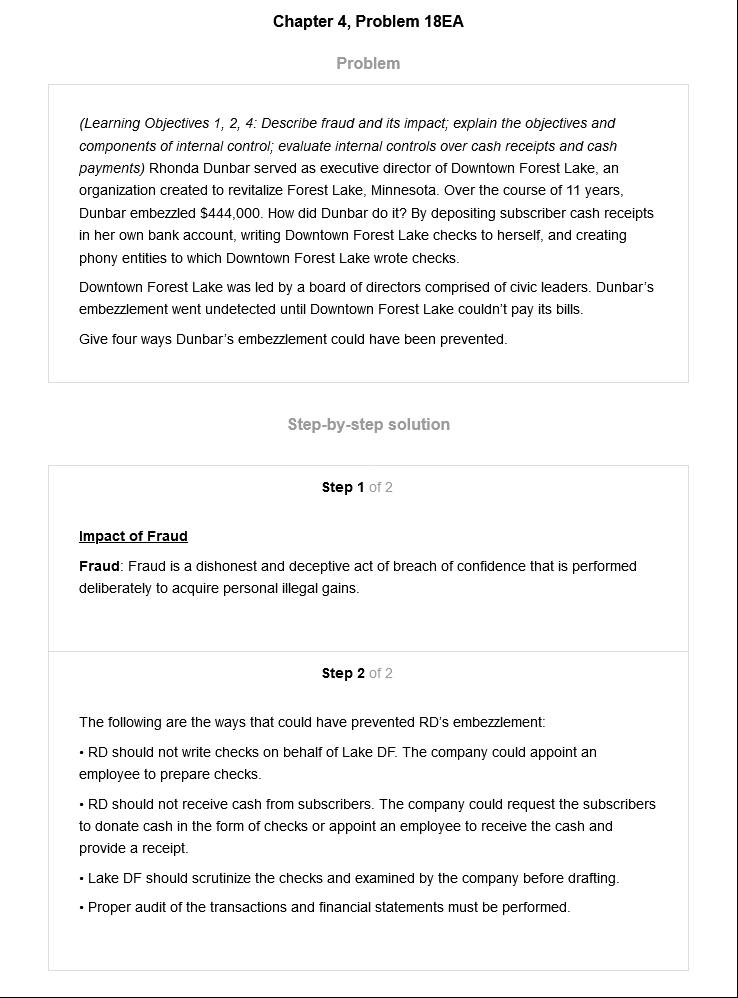 Chapter 4, Problem 18EA
Problem
(Learning Objectives 1, 2, 4: Describe fraud and its impact; explain the objectives and
components of internal control; evaluate internal controls over cash receipts and cash
payments) Rhonda Dunbar served as executive director of Downtown Forest Lake, an
organization created to revitalize Forest Lake, Minnesota. Over the course of 11 years,
Dunbar embezzled $444,000. How did Dunbar do it? By depositing subscriber cash receipts
in her own bank account, writing Downtown Forest Lake checks to herself, and creating
phony entities to which Downtown Forest Lake wrote checks.
Downtown Forest Lake was led by a board of directors comprised of civic leaders. Dunbar’s
embezzlement went undetected until Downtown Forest Lake couldn’t pay its bills.
Give four ways Dunbar’s embezzlement could have been prevented.
Step-by-step solution
Step 1 of 2
Impact of Fraud
Fraud: Fraud is a dishonest and deceptive act of breach of confidence that is performed
deliberately to acquire personal illegal gains.
Step 2 of 2
The following are the ways that could have prevented RD’s embezzlement:
• RD should not write checks on behalf of Lake DF. The company could appoint an
employee to prepare checks.
• RD should not receive cash from subscribers. The company could request the subscribers
to donate cash in the form of checks or appoint an employee to receive the cash and
provide a receipt.
• Lake DF should scrutinize the checks and examined by the company before drafting.
• Proper audit of the transactions and financial statements must be performed.